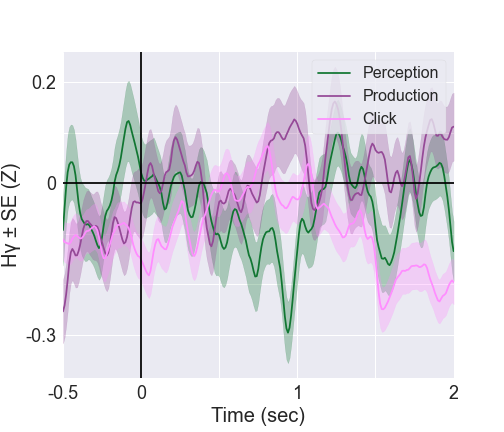 Perception
Production
Click
0.2
0
-0.3
Hγ ± SE (Z)
-0.5
0
1
2
Time (sec)